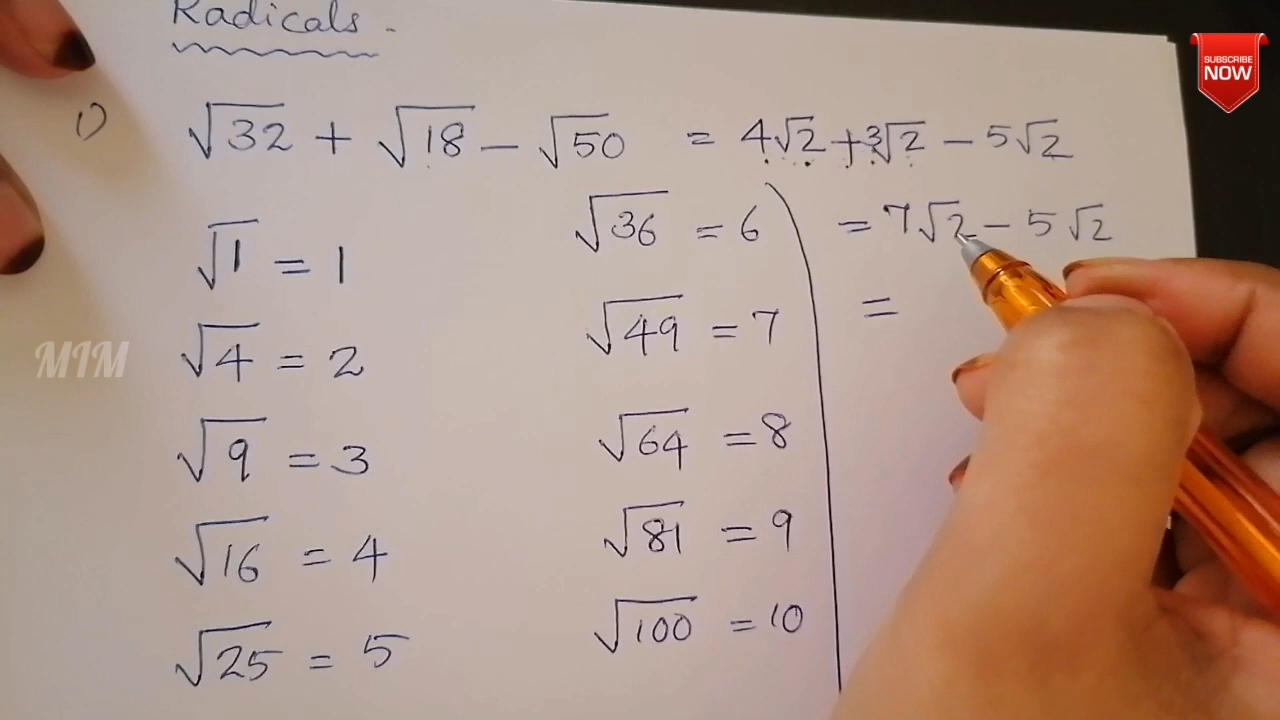 Radicals.
SUBSCRIBE
NOW
1) √32 + √18 - √50 = 4√2 + 3√2 - 5√2
= 7√2 - 5√2
=
√1 = 1
√4 = 2
√9 = 3
√16 = 4
√25 = 5
√36 = 6
√49 = 7
√64 = 8
√81 = 9
√100 = 10
MIM